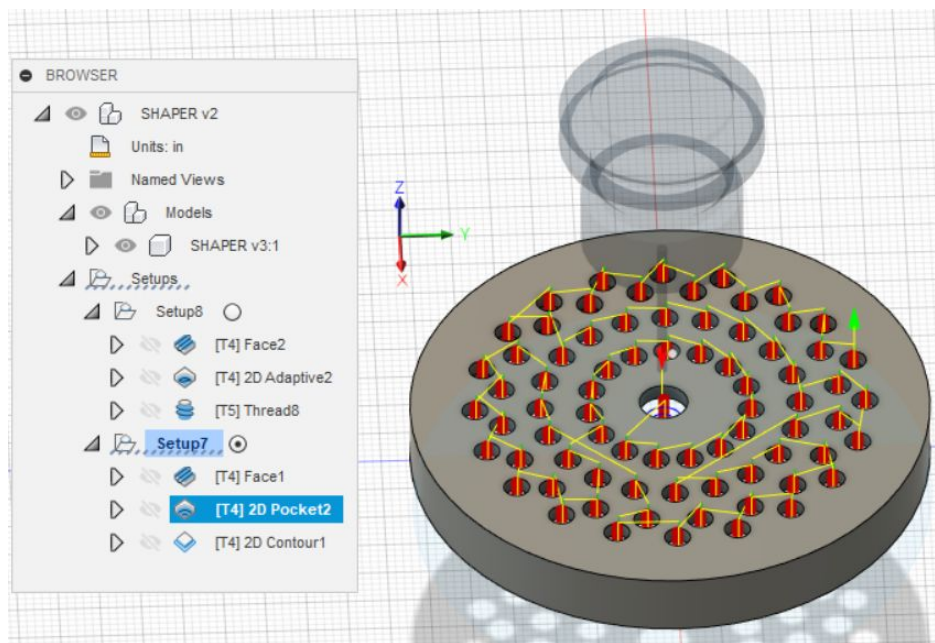 BROWSER
SHAPER v2
Units: in
Named Views
Models
SHAPER v3:1
Setups
Setup8
[T4] Face2
[T4] 2D Adaptive2
[T5] Thread8
Setup7
[T4] Face1
[T4] 2D Pocket2
[T4] 2D Contour1
Z
Y
X